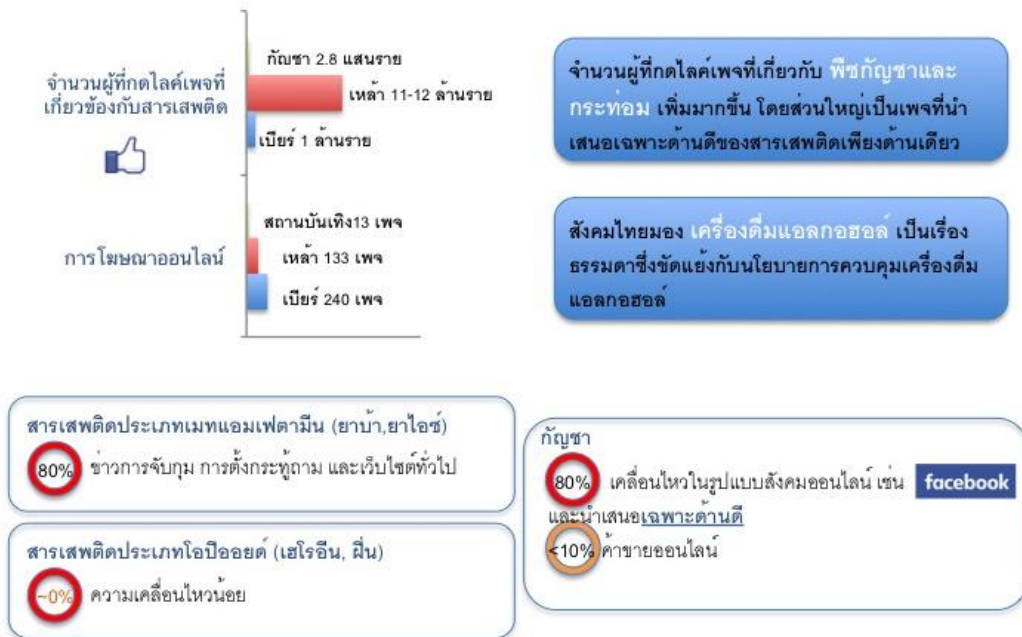 จำนวนผู้ที่กดไลค์เพจที่
เกี่ยวข้องกับสารเสพติด
กัญชา 2.8 แสนราย
เหล้า 11-12 ล้านราย
เบียร์ 1 ล้านราย
การโฆษณาออนไลน์
สถานบันเทิง13 เพจ
เหล้า 133 เพจ
เบียร์ 240 เพจ
จำนวนผู้ที่กดไลค์เพจที่เกี่ยวกับ พืชกัญชาและ
กระท่อม เพิ่มมากขึ้น โดยส่วนใหญ่เป็นเพจที่นำ
เสนอเฉพาะด้านดีของสารเสพติดเพียงด้านเดียว
สังคมไทยมอง เครื่องดื่มแอลกอฮอล์ เป็นเรื่อง
ธรรมดาซึ่งขัดแย้งกับนโยบายการควบคุมเครื่องดื่ม
แอลกอฮอล์
สารเสพติดประเภทเมทแอมเฟตามีน (ยาบ้า,ยาไอซ์)
80% ข่าวการจับกุม การตั้งกระทู้ถาม และเว็บไซต์ทั่วไป
สารเสพติดประเภทโอปิออยด์ (เฮโรอีน, ฝิ่น)
~0% ความเคลื่อนไหวน้อย
กัญชา
80% เคลื่อนไหวในรูปแบบสังคมออนไลน์ เช่น facebook
และนำเสนอเฉพาะด้านดี
<10% ค้าขายออนไลน์